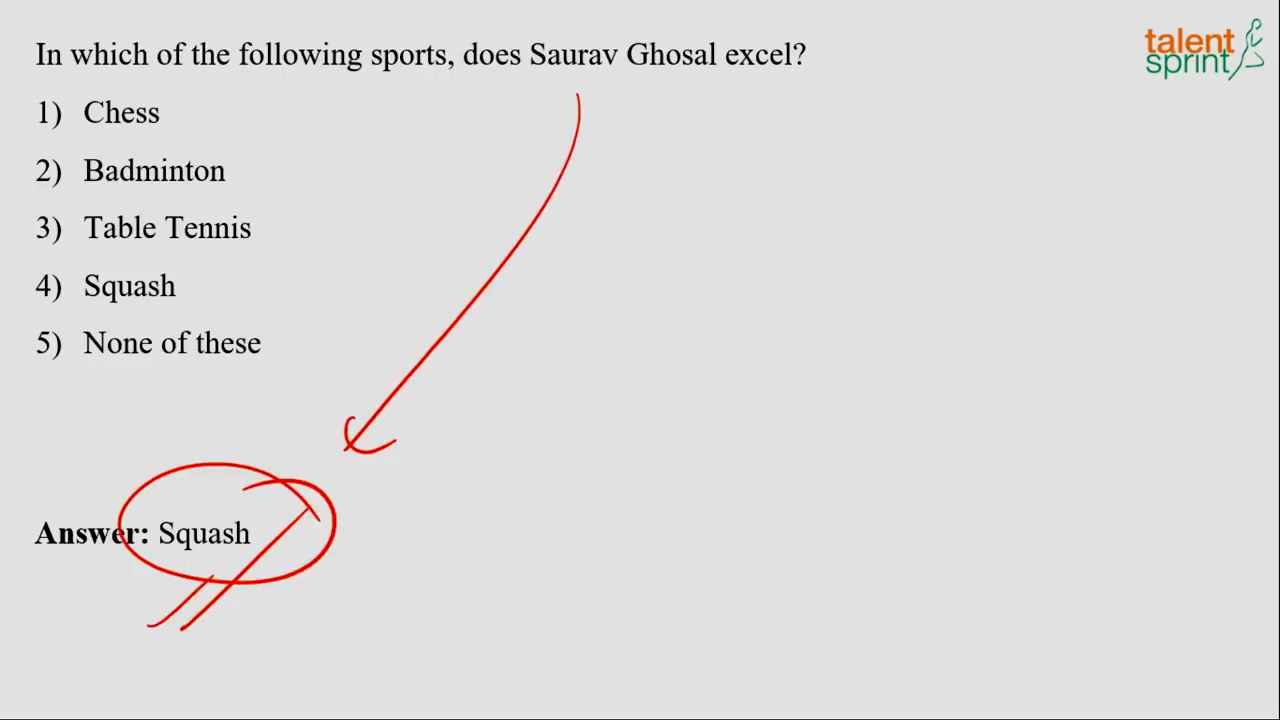 In which of the following sports, does Saurav Ghosal excel?
talent
sprint
1) Chess
2) Badminton
3) Table Tennis
4) Squash
5) None of these
Answer: Squash